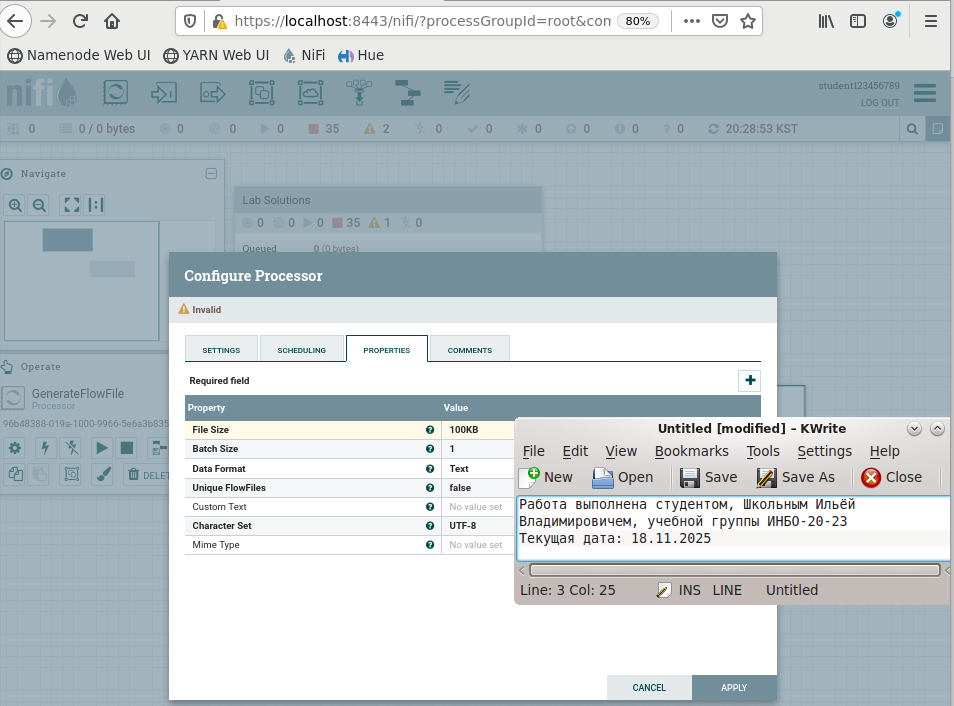 https://localhost:8443/nifi/?processGroupId=root&con 80%
Namenode Web UI YARN Web UI NiFi Hue
nifi
student123456789
LOG OUT
0 0 / 0 bytes 0 0 0 35 2 0 0 0 0 0 ? 0 20:28:53 KST
Navigate
Lab Solutions
0 0 0 35 1 0
Queued 0 (0 bytes)
Operate
GenerateFlowFile
Processor
96b48388-019a-1000-9966-5e6a3b835
DELET
Configure Processor
Invalid
SETTINGS SCHEDULING PROPERTIES COMMENTS
Required field
Property Value
File Size 100KB
Batch Size 1
Data Format Text
Unique FlowFiles false
Custom Text No value set
Character Set UTF-8
Mime Type No value set
CANCEL APPLY
Untitled [modified] – KWrite
File Edit View Bookmarks Tools Settings Help
New Open Save Save As Close
Работа выполнена студентом, Школьным Ильёй
Владимировичем, учебной группы ИНБО-20-23
Текущая дата: 18.11.2025
Line: 3 Col: 25 INS LINE Untitled